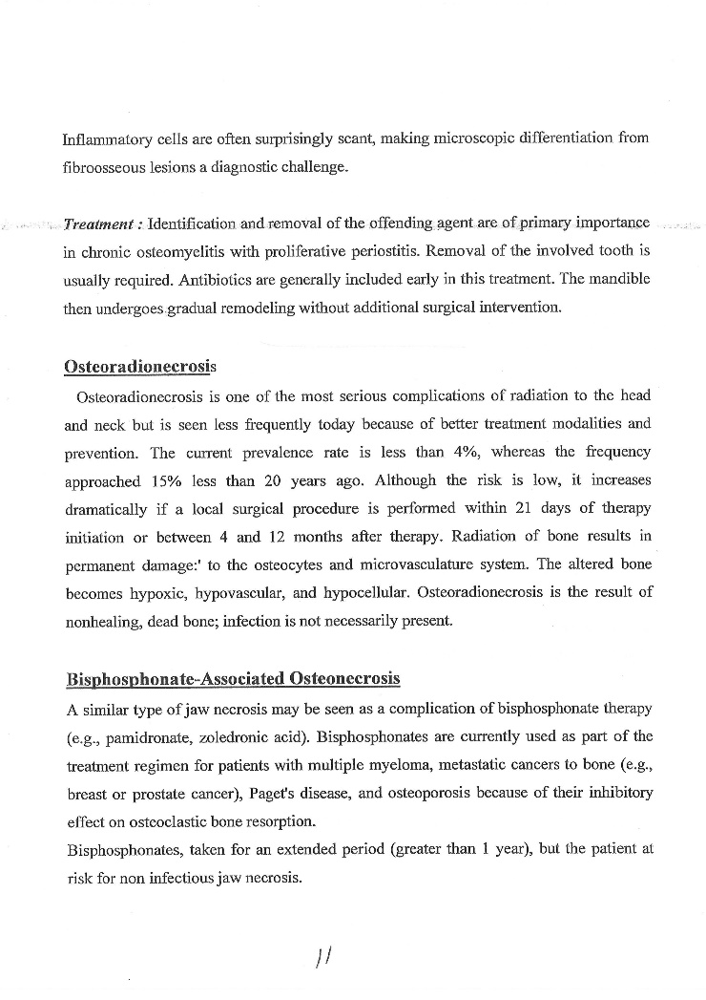 Inflammatory cells are often surprisingly scant, making microscopic differentiation from
fibroosseous lesions a diagnostic challenge.
Treatment : Identification and removal of the offending agent are of primary importance
in chronic osteomyelitis with proliferative periostitis. Removal of the involved tooth is
usually required. Antibiotics are generally included early in this treatment. The mandible
then undergoes gradual remodeling without additional surgical intervention.
Osteoradionecrosis
Osteoradionecrosis is one of the most serious complications of radiation to the head
and neck but is seen less frequently today because of better treatment modalities and
prevention. The current prevalence rate is less than 4%, whereas the frequency
approached 15% less than 20 years ago. Although the risk is low, it increases
dramatically if a local surgical procedure is performed within 21 days of therapy
initiation or between 4 and 12 months after therapy. Radiation of bone results in
permanent damage:' to the osteocytes and microvasculature system. The altered bone
becomes hypoxic, hypovascular, and hypocellular. Osteoradionecrosis is the result of
nonhealing, dead bone; infection is not necessarily present.
Bisphosphonate-Associated Osteonecrosis
A similar type of jaw necrosis may be seen as a complication of bisphosphonate therapy
(e.g., pamidronate, zoledronic acid). Bisphosphonates are currently used as part of the
treatment regimen for patients with multiple myeloma, metastatic cancers to bone (e.g.,
breast or prostate cancer), Paget's disease, and osteoporosis because of their inhibitory
effect on osteoclastic bone resorption.
Bisphosphonates, taken for an extended period (greater than 1 year), but the patient at
risk for non infectious jaw necrosis.
11